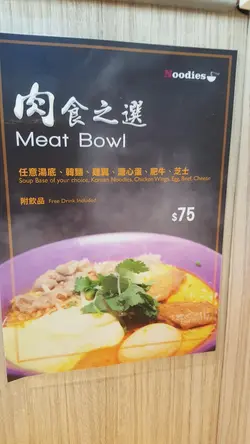 Noodies
肉食之選
Meat Bowl
任意湯底、韓麵、雞翼、溏心蛋、肥牛、芝士
Soup Base of your choice, Korean Noodles, Chicken Wings, Egg, Beef, Cheese
附飲品 Free Drink Included
$75